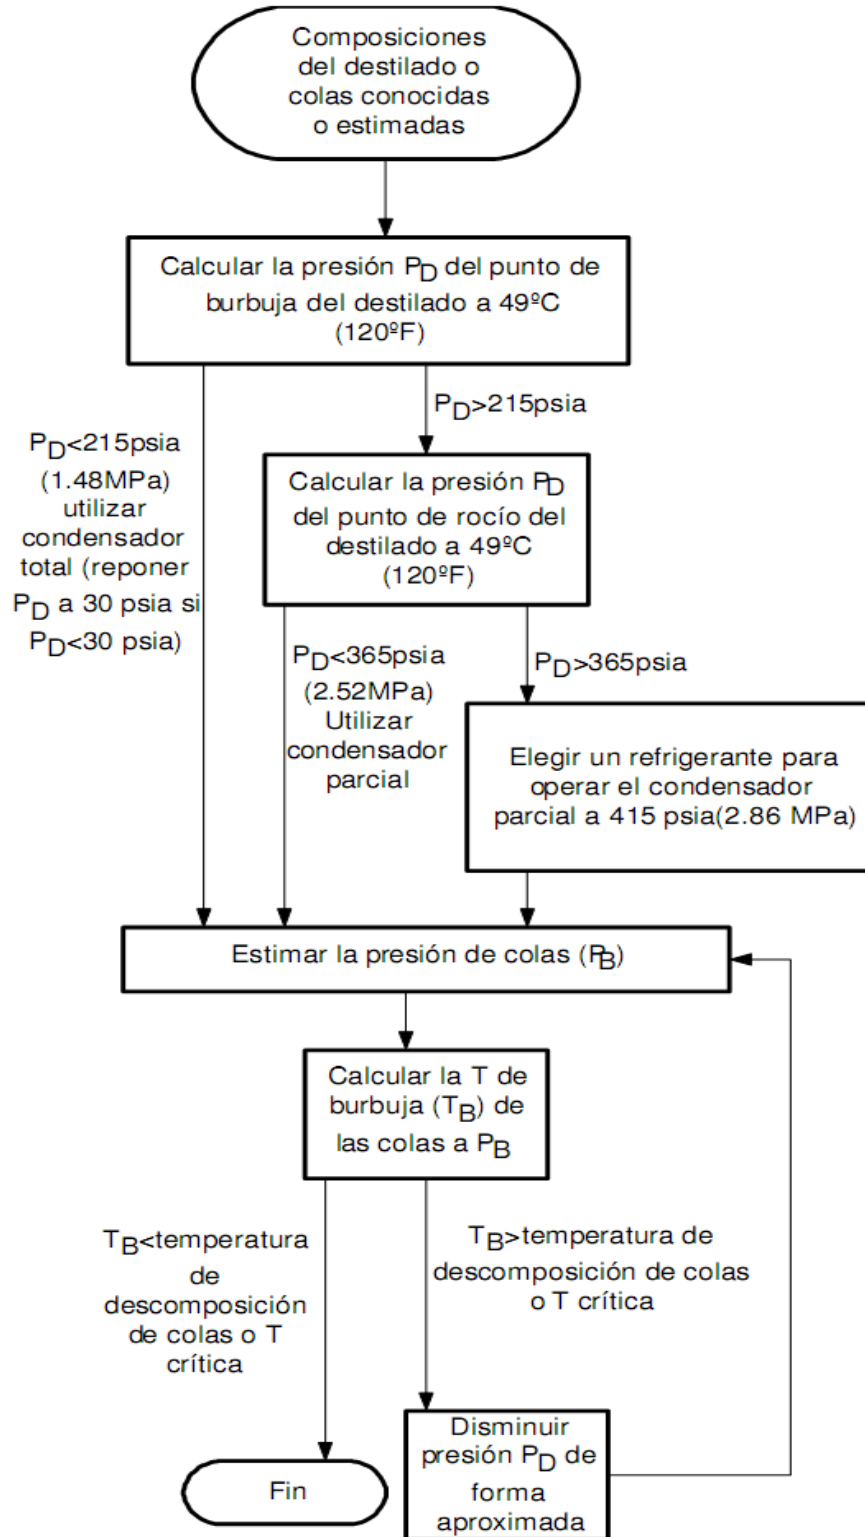 Composiciones
del destilado o
colas conocidas
o estimadas
Calcular la presión PD del punto de
burbuja del destilado a 49ºC
(120ºF)
PD>215psia
PD<215psia
(1.48MPa)
utilizar
condensador
total (reponer
PD a 30 psia si
PD<30 psia)
Calcular la presión PD
del punto de rocío del
destilado a 49ºC
(120ºF)
PD<365psia
(2.52MPa)
Utilizar
condensador
parcial
PD>365psia
Elegir un refrigerante para
operar el condensador
parcial a 415 psia(2.86 MPa)
Estimar la presión de colas (PB)
Calcular la T de
burbuja (TB) de
las colas a PB
TB<temperatura
de
descomposición
de colas o T
crítica
TB>temperatura de
descomposición de colas
o T crítica
Disminuir
presión PD de
forma
aproximada
Fin